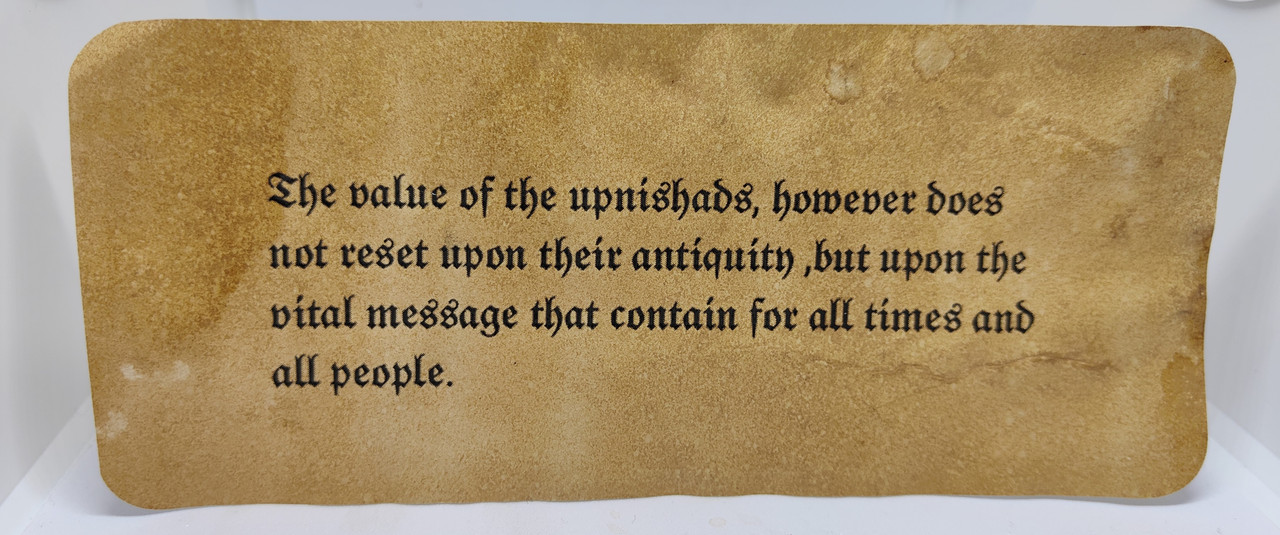 The value of the upnishads, however does
not reset upon their antiquity ,but upon the
vital message that contain for all times and
all people.